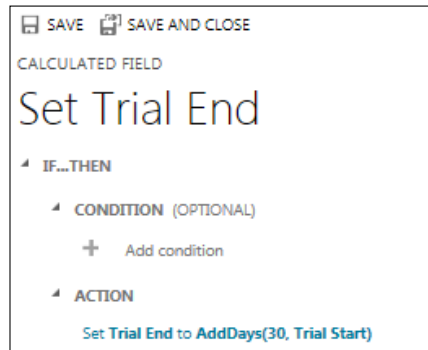 SAVE SAVE AND CLOSE
CALCULATED FIELD
Set Trial End
IF...THEN
CONDITION (OPTIONAL)
Add condition
ACTION
Set Trial End to AddDays(30, Trial Start)